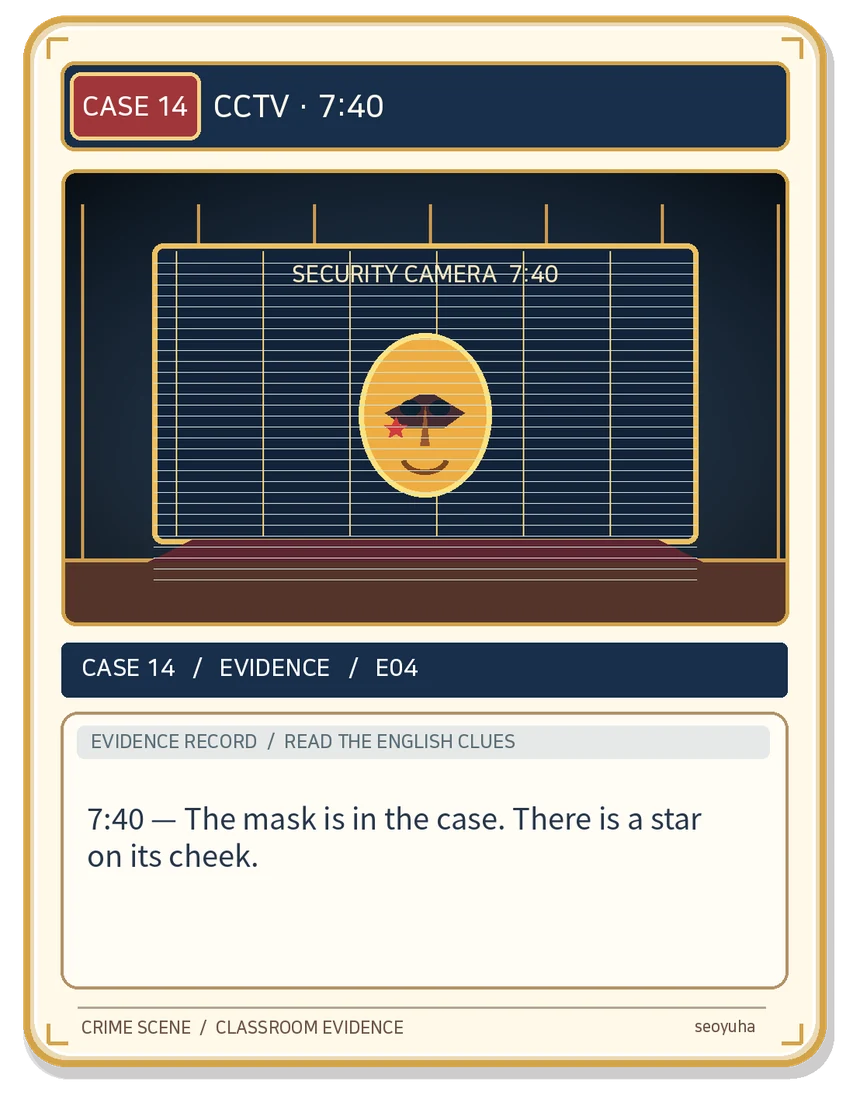 CASE 14 CCTV · 7:40
SECURITY CAMERA 7:40
CASE 14 / EVIDENCE / E04
EVIDENCE RECORD / READ THE ENGLISH CLUES
7:40 — The mask is in the case. There is a star
on its cheek.
CRIME SCENE / CLASSROOM EVIDENCE
seoyuha